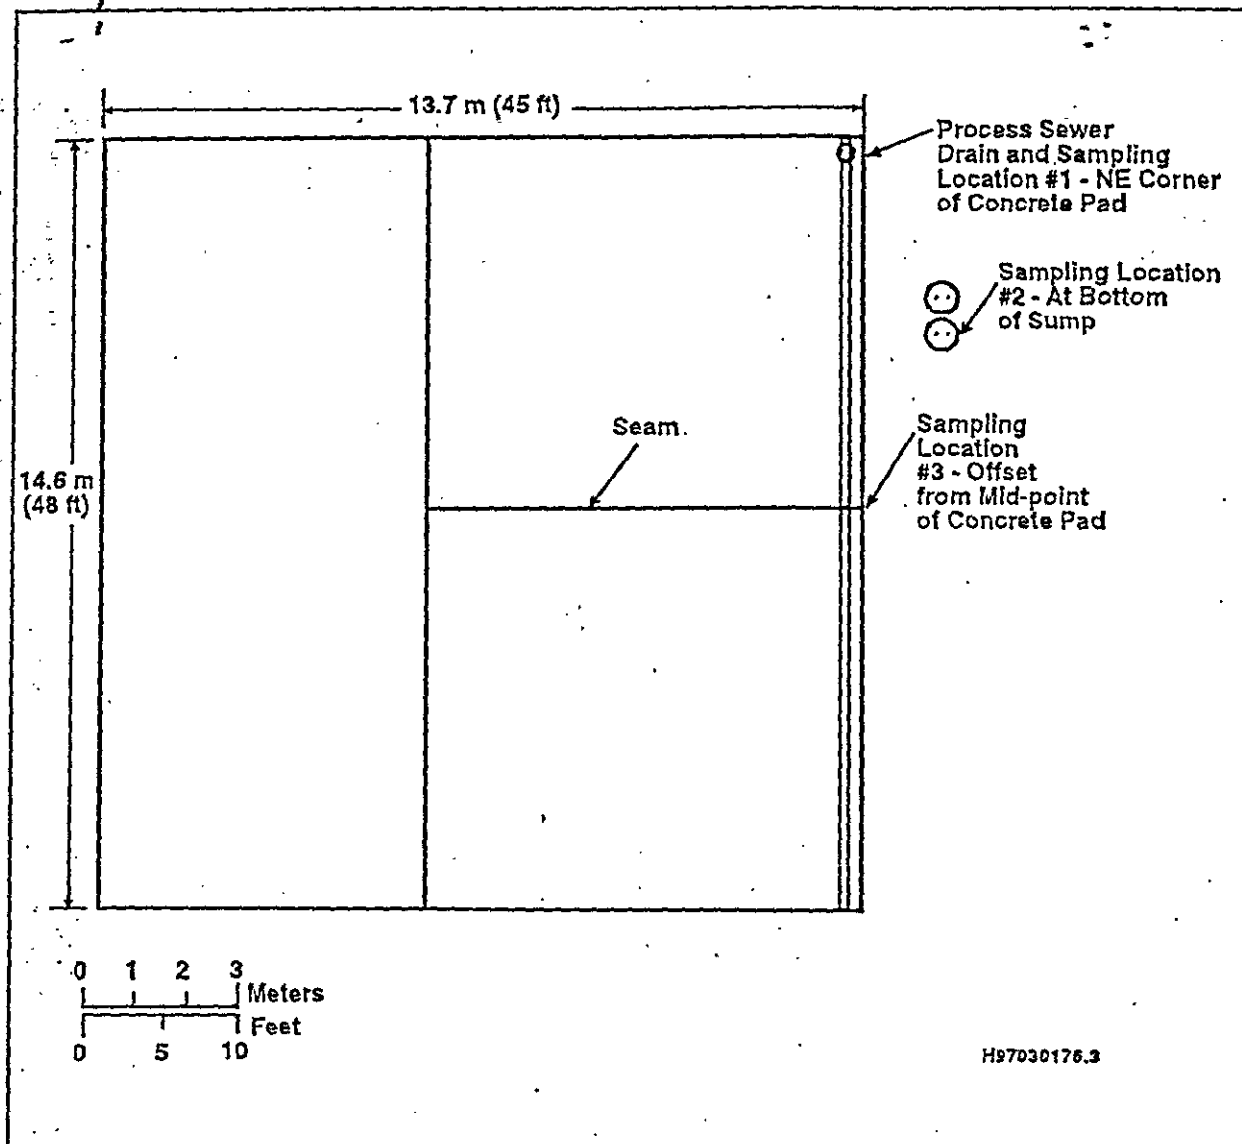 13.7 m (45 ft)
Process Sewer
Drain and Sampling
Location #1 - NE Corner
of Concrete Pad
Sampling Location
#2 - At Bottom
of Sump
Seam
Sampling
Location
#3 - Offset
from Mid-point
of Concrete Pad
14.6 m
(48 ft)
0 1 2 3
Meters
Feet
0 5 10
H97030176.3